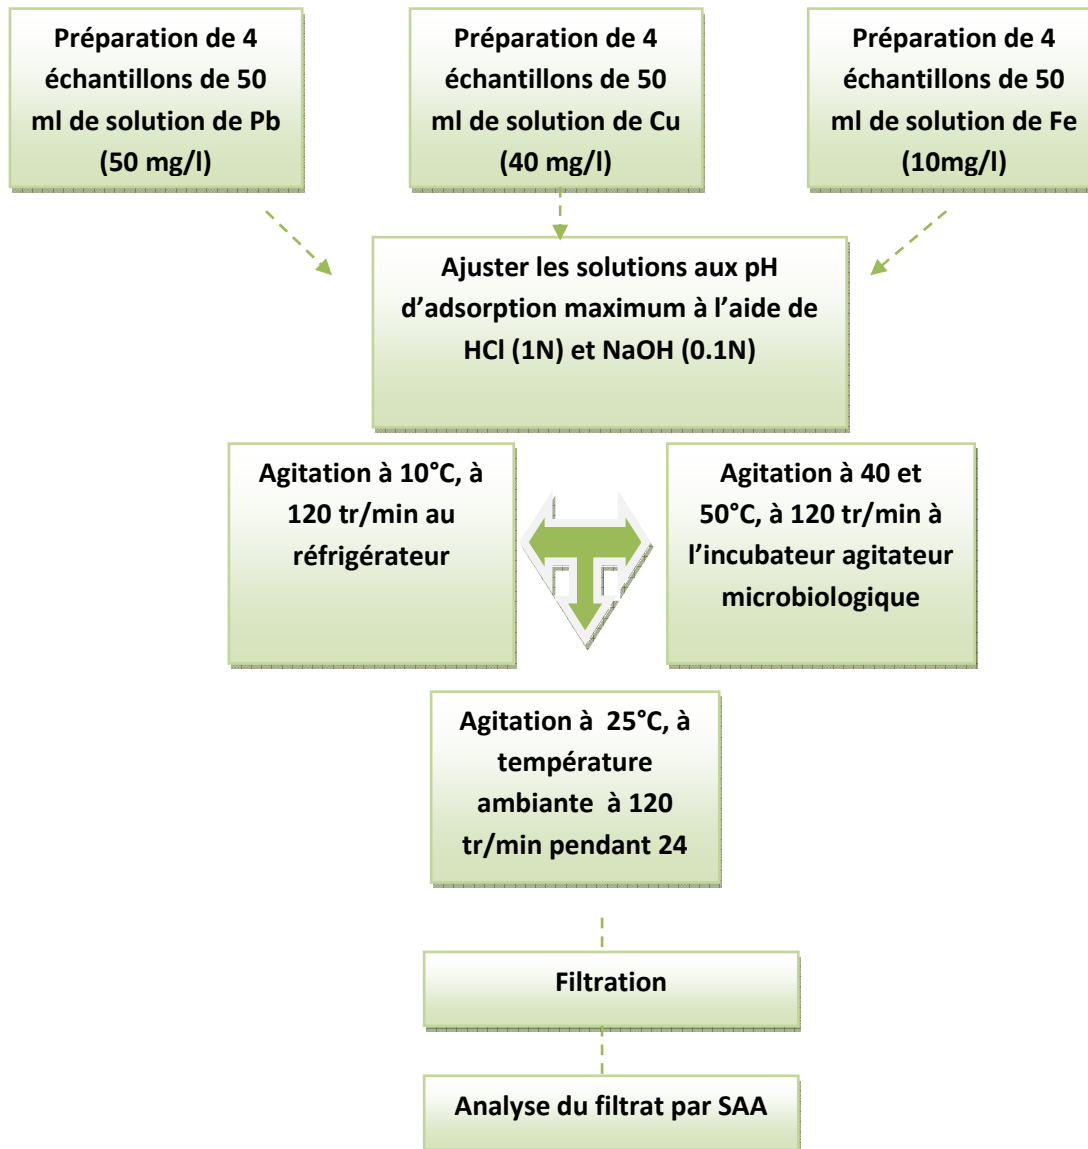 Préparation de 4
échantillons de 50
ml de solution de Pb
(50 mg/l)
Préparation de 4
échantillons de 50
ml de solution de Cu
(40 mg/l)
Préparation de 4
échantillons de 50
ml de solution de Fe
(10mg/l)
Ajuster les solutions aux pH
d’adsorption maximum à l’aide de
HCl (1N) et NaOH (0.1N)
Agitation à 10°C, à
120 tr/min au
réfrigérateur
Agitation à 40 et
50°C, à 120 tr/min à
l’incubateur agitateur
microbiologique
Agitation à 25°C, à
température
ambiante à 120
tr/min pendant 24
Filtration
Analyse du filtrat par SAA